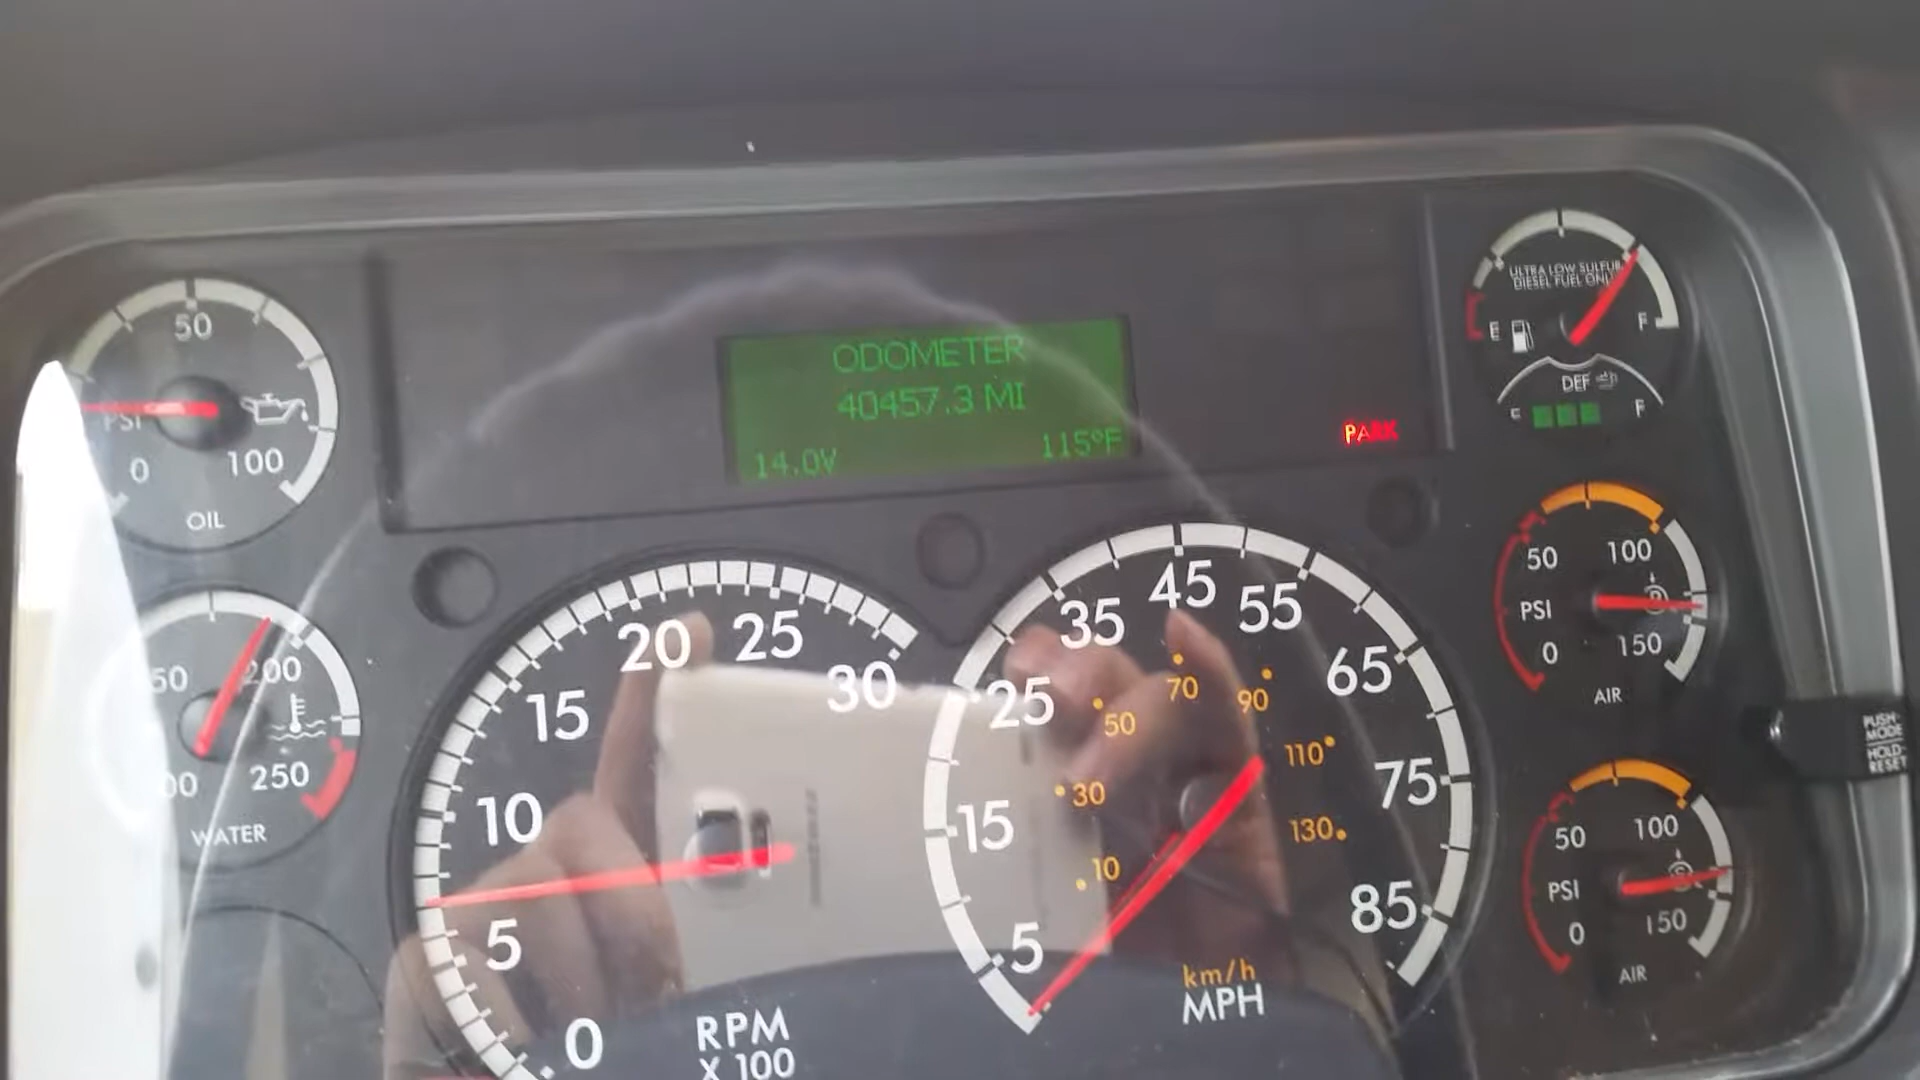 ODOMETER
40457.3 MI
14.0V
115°F
PARK
50
PSI
0
100
OIL
200
250
WATER
0
5
10
15
20
25
30
RPM
X 100
5
15
25
35
45
55
65
75
85
10
30
50
70
90
110
130
km/h
MPH
ULTRA LOW SULFUR
DIESEL FUEL ONLY
E
F
DEF
E
F
50
100
PSI
0
150
AIR
50
100
PSI
0
150
AIR
PUSH-
MODE
HOLD-
RESET